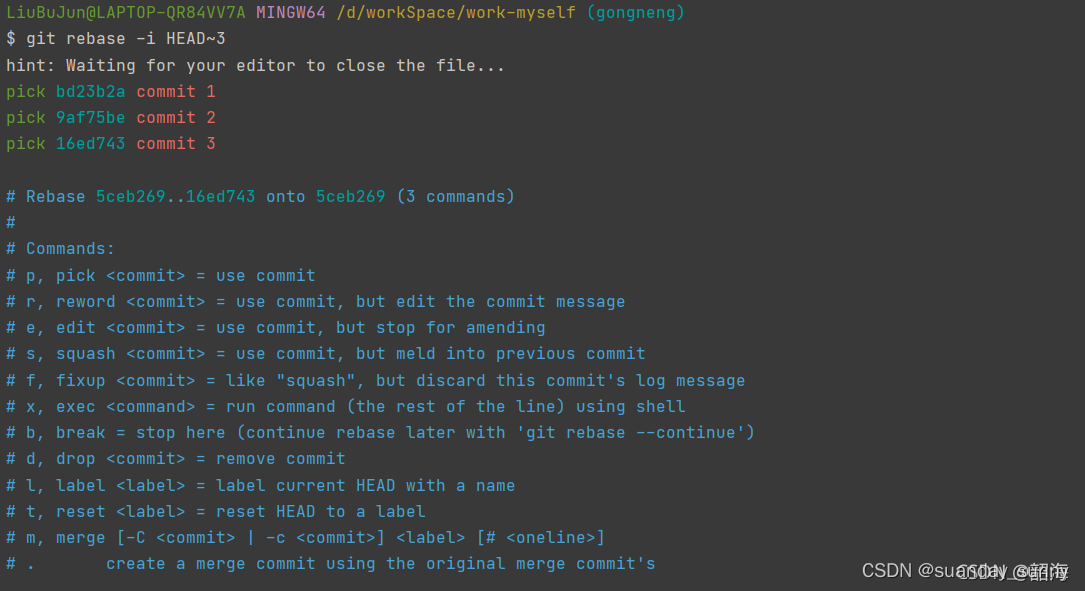 LiuBuJun@LAPTOP-QR84VV7A MINGW64 /d/workSpace/work-myself (gongneng)
$ git rebase -i HEAD~3
hint: Waiting for your editor to close the file...
pick bd23b2a commit 1
pick 9af75be commit 2
pick 16ed743 commit 3
# Rebase 5ceb269..16ed743 onto 5ceb269 (3 commands)
#
# Commands:
# p, pick <commit> = use commit
# r, reword <commit> = use commit, but edit the commit message
# e, edit <commit> = use commit, but stop for amending
# s, squash <commit> = use commit, but meld into previous commit
# f, fixup <commit> = like "squash", but discard this commit's log message
# x, exec <command> = run command (the rest of the line) using shell
# b, break = stop here (continue rebase later with 'git rebase --continue')
# d, drop <commit> = remove commit
# l, label <label> = label current HEAD with a name
# t, reset <label> = reset HEAD to a label
# m, merge [-C <commit> | -c <commit>] <label> [# <oneline>]
# .       create a merge commit using the original merge commit's
CSDN @韶海